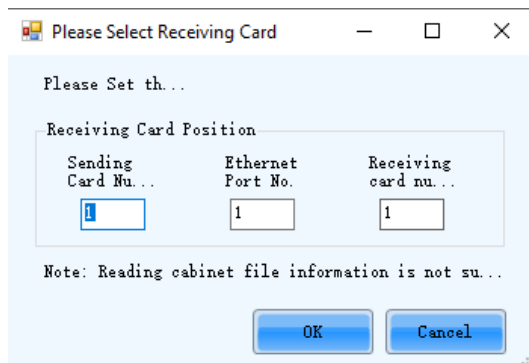 Please Select Receiving Card
Please Set th...
Receiving Card Position
Sending Card Nu...
Ethernet Port No.
Receiving card nu...
1
1
1
Note: Reading cabinet file information is not su...
OK
Cancel